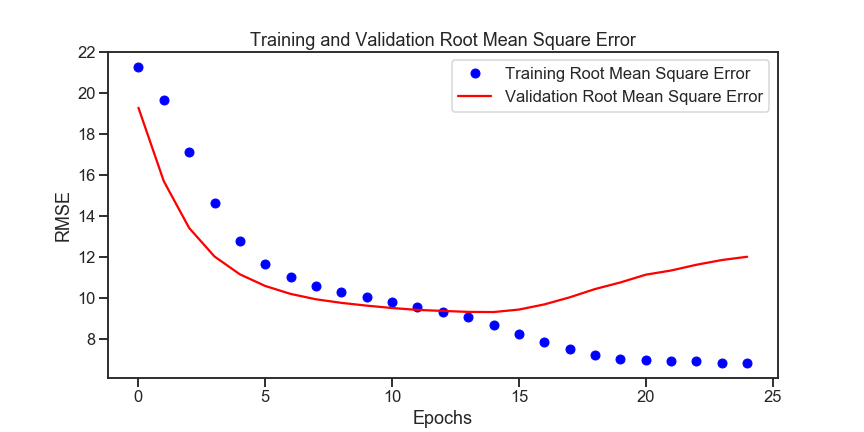 Training and Validation Root Mean Square Error
Training Root Mean Square Error
Validation Root Mean Square Error
22
20
18
16
14
12
10
8
RMSE
0 5 10 15 20 25
Epochs